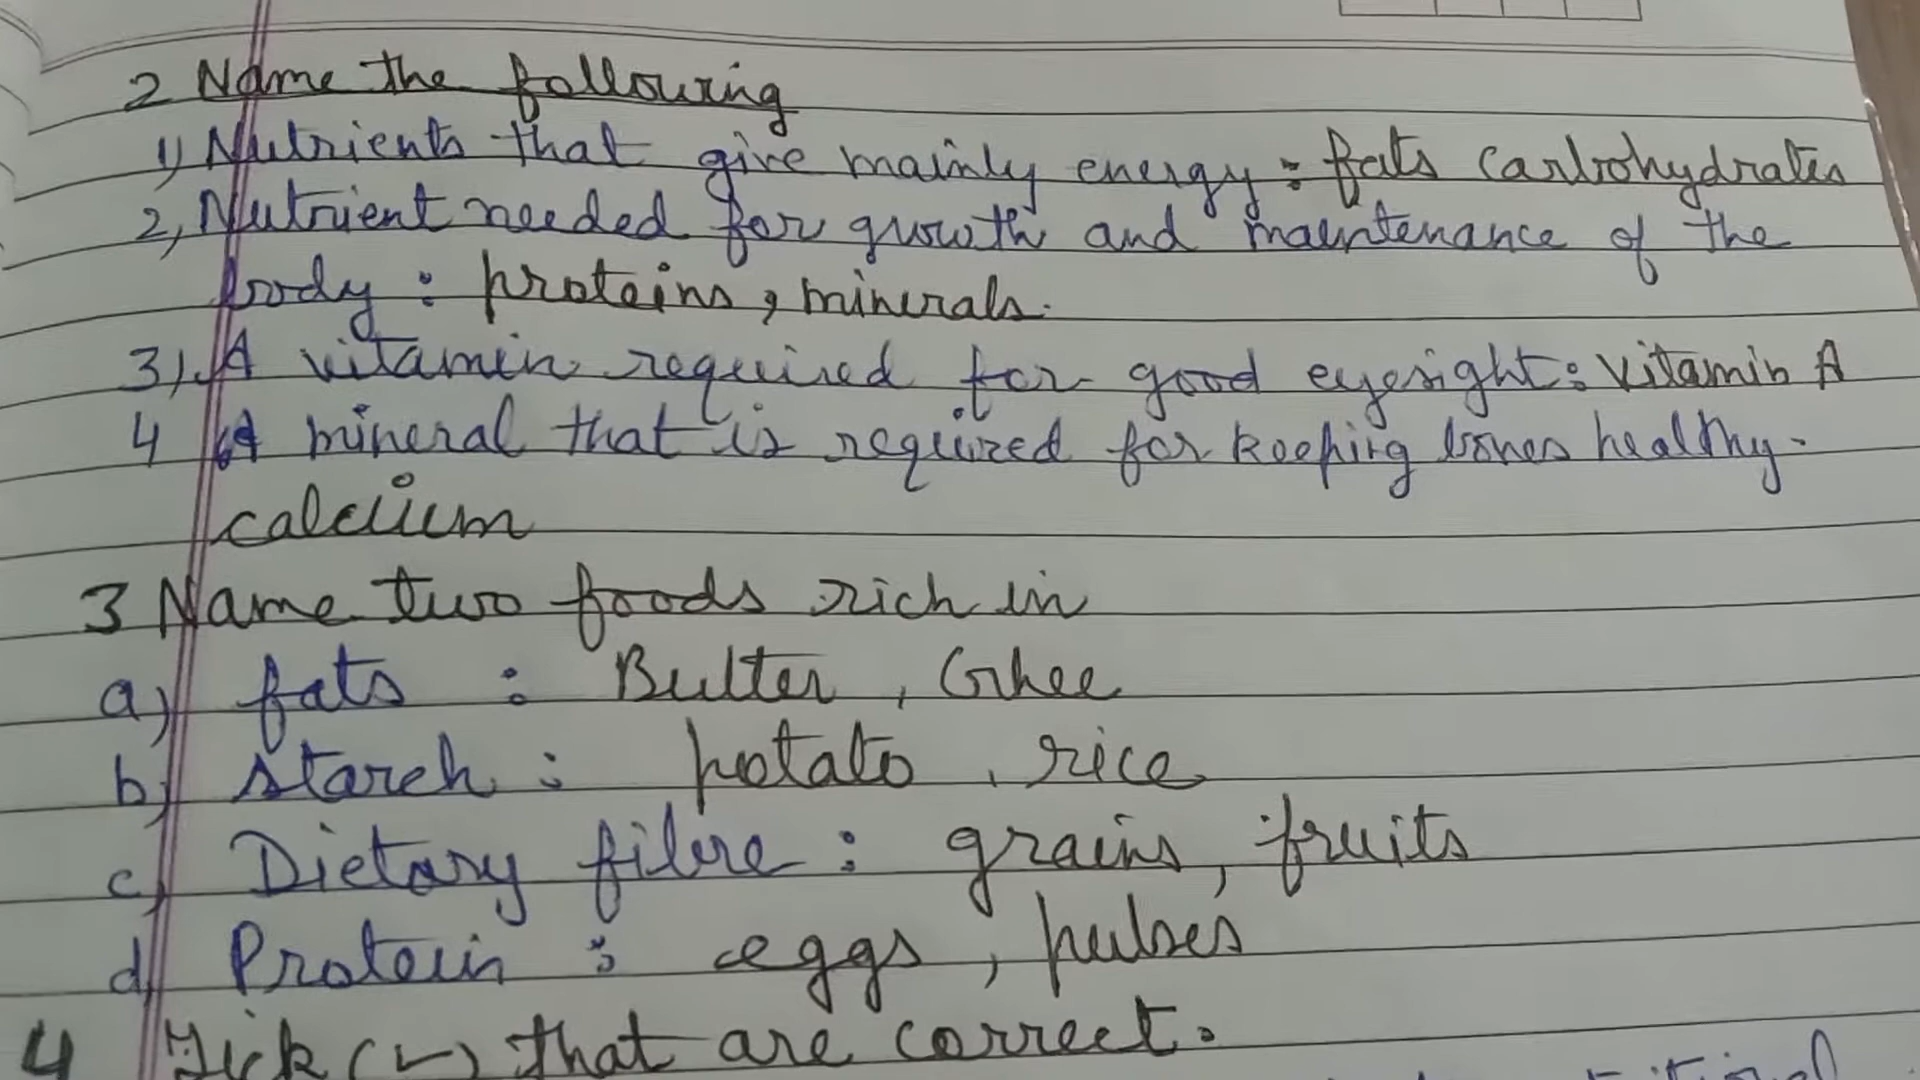 2 Name the following
1) Nutrients that give mainly energy : fats carbohydrates
2, Nutrient needed for growth and maintenance of the
body : proteins, minerals.
3). A vitamin required for good eyesight: vitamin A
4 A mineral that is required for keeping bones healthy-
calcium
3 Name two foods rich in
a) fats : Butter, Ghee
b) starch : potato, rice
c) Dietary fibre : grains, fruits
d) Protein : eggs, pulses
4 Tick (✓) that are correct.